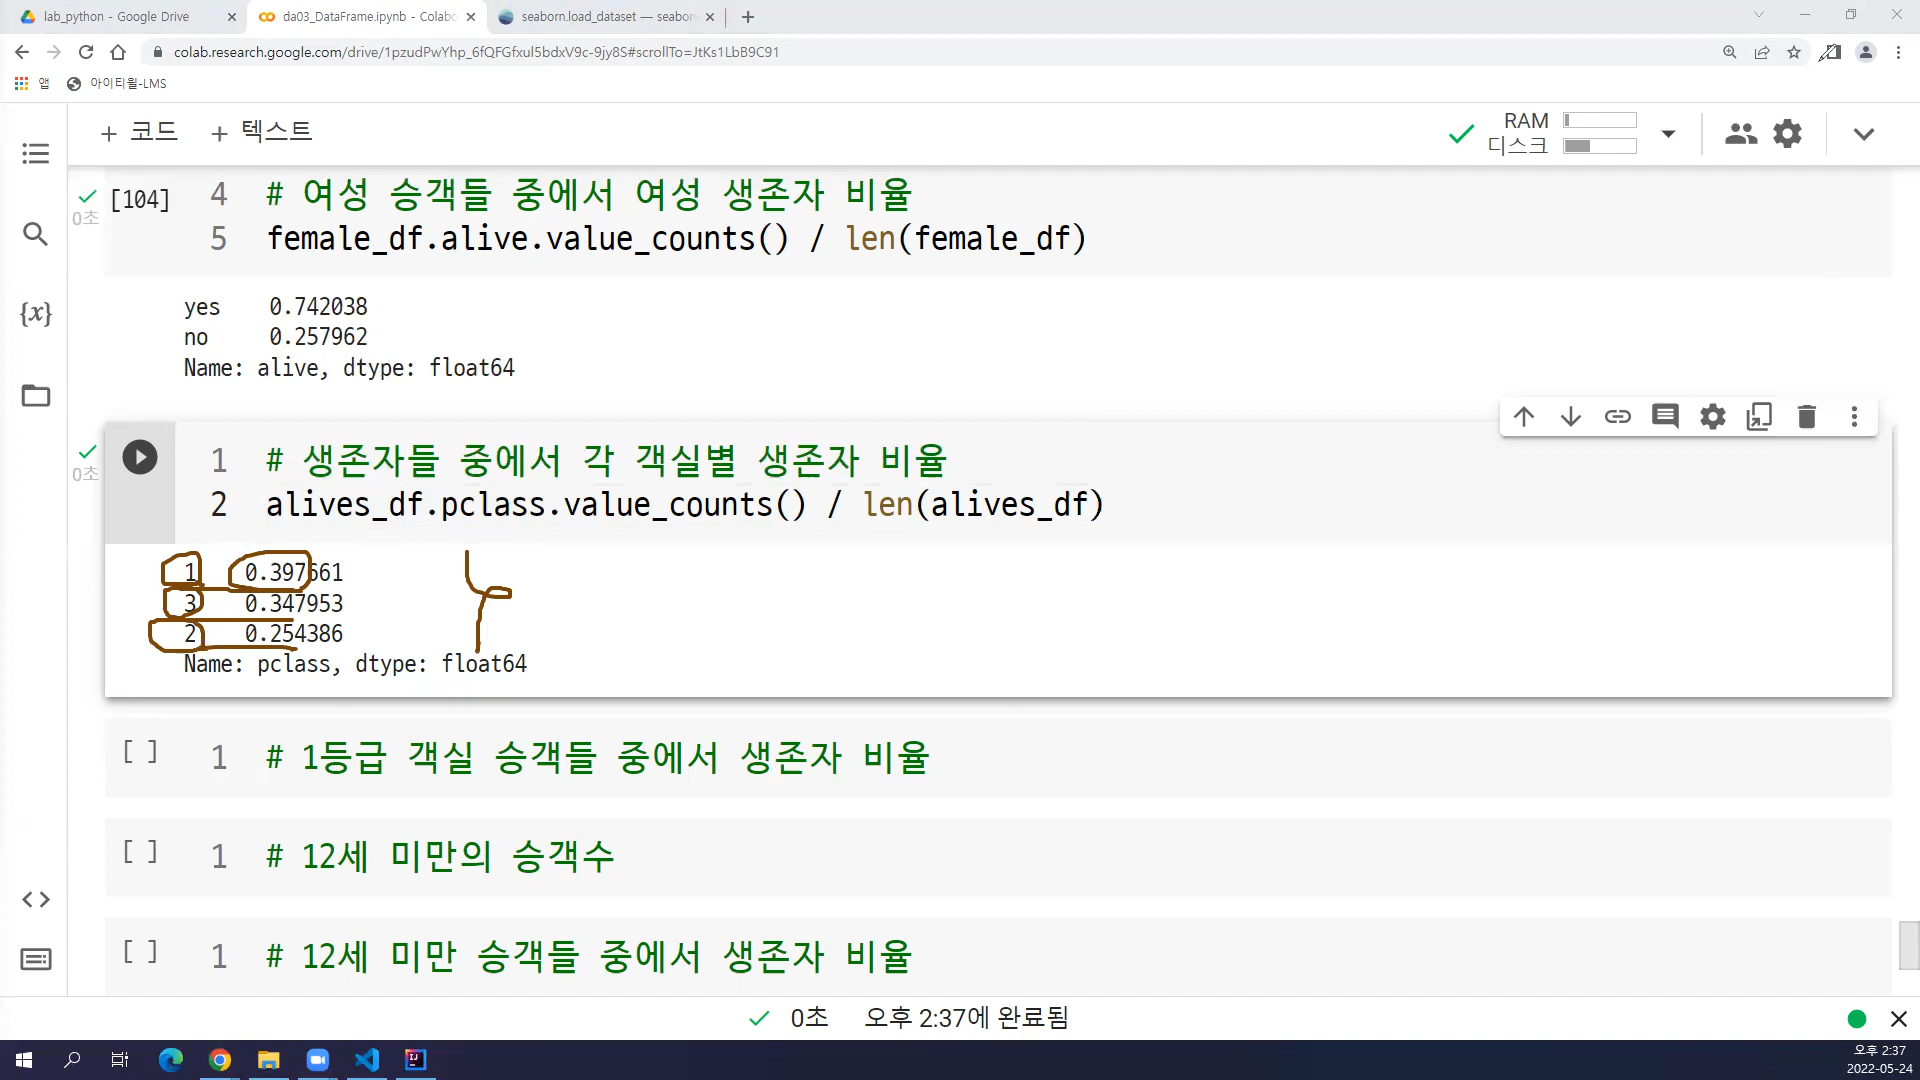 lab_python - Google Drive
da03_DataFrame.ipynb - Colabo
seaborn.load_dataset — seabor
colab.research.google.com/drive/1pzudPwYhp_6fQFGfxul5bdxV9c-9jy8S#scrollTo=JtKs1LbB9C91
앱 아이티윌-LMS
+ 코드 + 텍스트
RAM
디스크
[104] 4 # 여성 승객들 중에서 여성 생존자 비율
0초
5 female_df.alive.value_counts() / len(female_df)
yes 0.742038
no 0.257962
Name: alive, dtype: float64
1 # 생존자들 중에서 각 객실별 생존자 비율
0초
2 alives_df.pclass.value_counts() / len(alives_df)
1 0.397661
3 0.347953
2 0.254386
Name: pclass, dtype: float64
[ ] 1 # 1등급 객실 승객들 중에서 생존자 비율
[ ] 1 # 12세 미만의 승객수
[ ] 1 # 12세 미만 승객들 중에서 생존자 비율
0초 오후 2:37에 완료됨
오후 2:37
2022-05-24